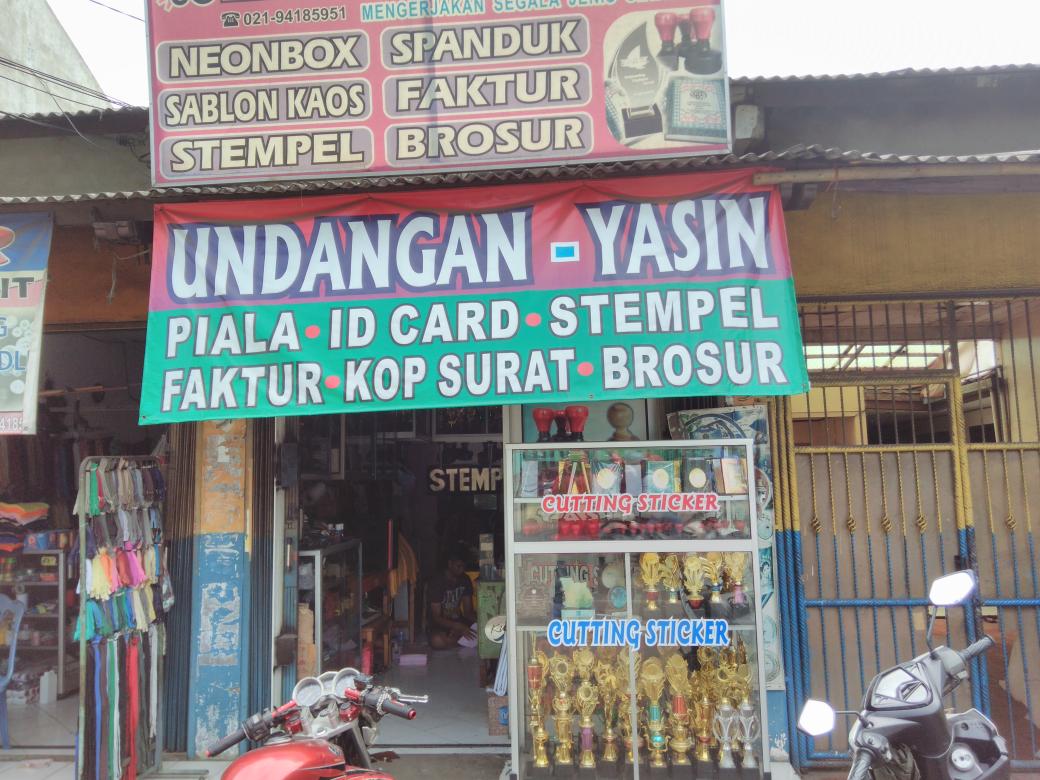 ☎ 021-94185951 MENGERJAKAN SEGALA JENIS
NEONBOX SPANDUK
SABLON KAOS FAKTUR
STEMPEL BROSUR
UNDANGAN - YASIN
PIALA • ID CARD • STEMPEL
FAKTUR • KOP SURAT • BROSUR
STEMP
CUTTING STICKER
CUTTING S
CUTTING STICKER